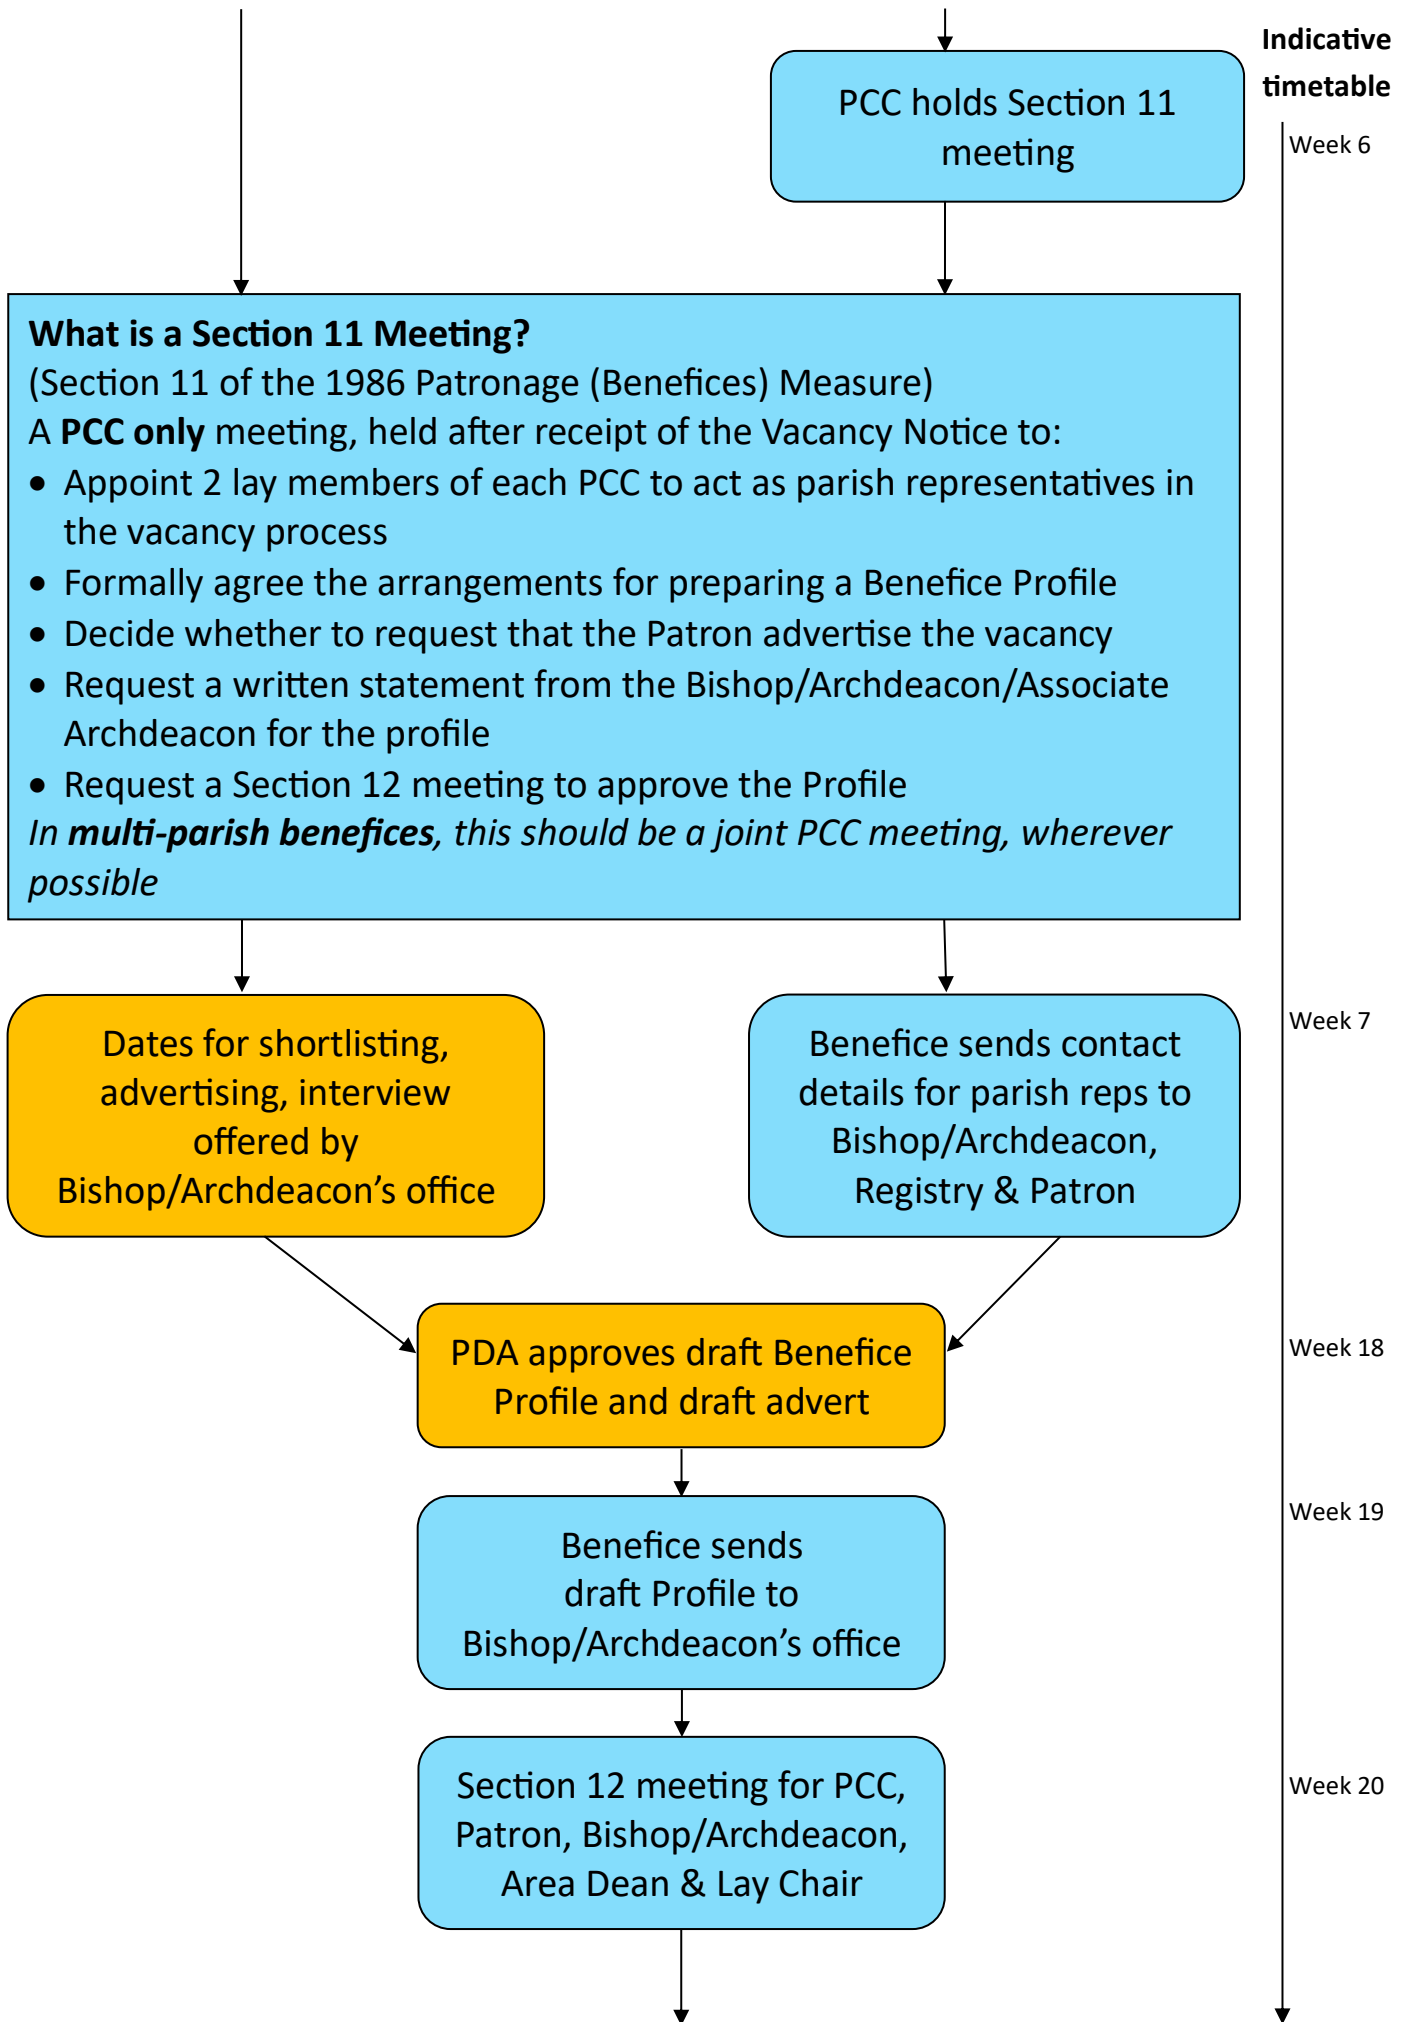 Indicative
timetable
PCC holds Section 11
meeting
Week 6
What is a Section 11 Meeting?
(Section 11 of the 1986 Patronage (Benefices) Measure)
A PCC only meeting, held after receipt of the Vacancy Notice to:
• Appoint 2 lay members of each PCC to act as parish representatives in
the vacancy process
• Formally agree the arrangements for preparing a Benefice Profile
• Decide whether to request that the Patron advertise the vacancy
• Request a written statement from the Bishop/Archdeacon/Associate
Archdeacon for the profile
• Request a Section 12 meeting to approve the Profile
In multi-parish benefices, this should be a joint PCC meeting, wherever
possible
Dates for shortlisting,
advertising, interview
offered by
Bishop/Archdeacon's office
Benefice sends contact
details for parish reps to
Bishop/Archdeacon,
Registry & Patron
Week 7
PDA approves draft Benefice
Profile and draft advert
Week 18
Benefice sends
draft Profile to
Bishop/Archdeacon's office
Week 19
Section 12 meeting for PCC,
Patron, Bishop/Archdeacon,
Area Dean & Lay Chair
Week 20